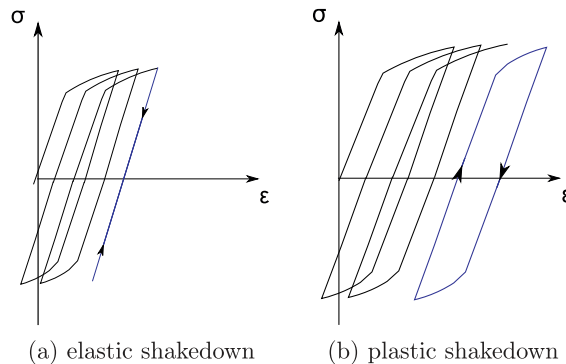 σ
σ
ε
ε
(a) elastic shakedown
(b) plastic shakedown